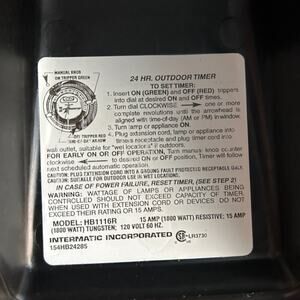 MANUAL KNOB
ON TRIPPER GREEN
OFF TRIPPER RED
TIME-OF-DAY ARROW
24 HR. OUTDOOR TIMER
TO SET TIMER:
1. Insert ON (GREEN) and OFF (RED) trippers
into dial at desired ON and OFF times.
2. Turn dial CLOCKWISE one or more
complete revolutions until the arrowhead is
aligned with time-of-day (AM or PM) in window.
3. Turn lamp or appliance ON.
4. Plug extension cord, lamp or appliance into
timers receptacle and plug timer cord into
wall outlet, suitable for "wet locations" if outdoors.
FOR EARLY ON or OFF OPERATION, Turn manual knob counter
clockwise to desired ON or OFF position. Timer will follow
next scheduled automatic operation.
CAUTION: PLUG EXTENSION CORD INTO A GROUND FAULT PROTECTED RECEPTACLE ONLY
SUITABLE FOR OUTDOOR USE IN WET LOCATIONS.
IN CASE OF POWER FAILURE, RESET TIMER, (SEE STEP 2)
WARNING: WATTAGE OF LAMPS OR APPLIANCES BEING
CONTROLLED SHOULD NOT EXCEED CAPACITY OF TIMER.
WHEN USED WITH EXTENSION CORD OR DEVICES DO NOT
EXCEED THEIR RATING OR 15 AMPS.
MODEL: HB1116R 15 AMP (1800 WATT) RESISTIVE; 15 AMP
(1800 WATT) TUNGSTEN; 120 VOLT 60 HZ.
INTERMATIC INCORPORATED LR3730
154HB24285